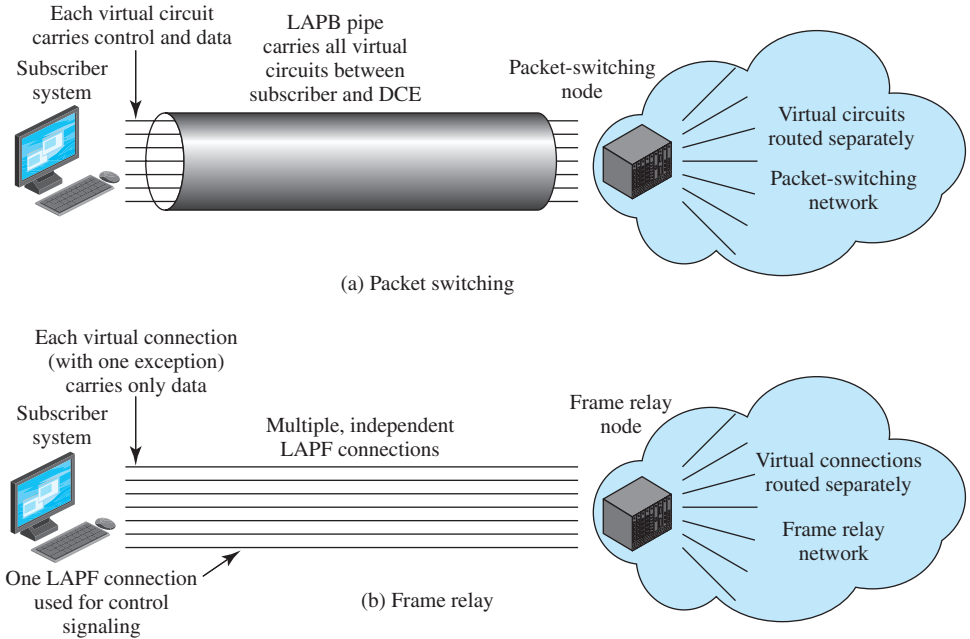 Each virtual circuit
carries control and data
LAPB pipe
carries all virtual
circuits between
subscriber and DCE
Subscriber
system
Packet-switching
node
Virtual circuits
routed separately
Packet-switching
network
(a) Packet switching
Each virtual connection
(with one exception)
carries only data
Subscriber
system
Multiple, independent
LAPF connections
Frame relay
node
Virtual connections
routed separately
Frame relay
network
One LAPF connection
used for control
signaling
(b) Frame relay